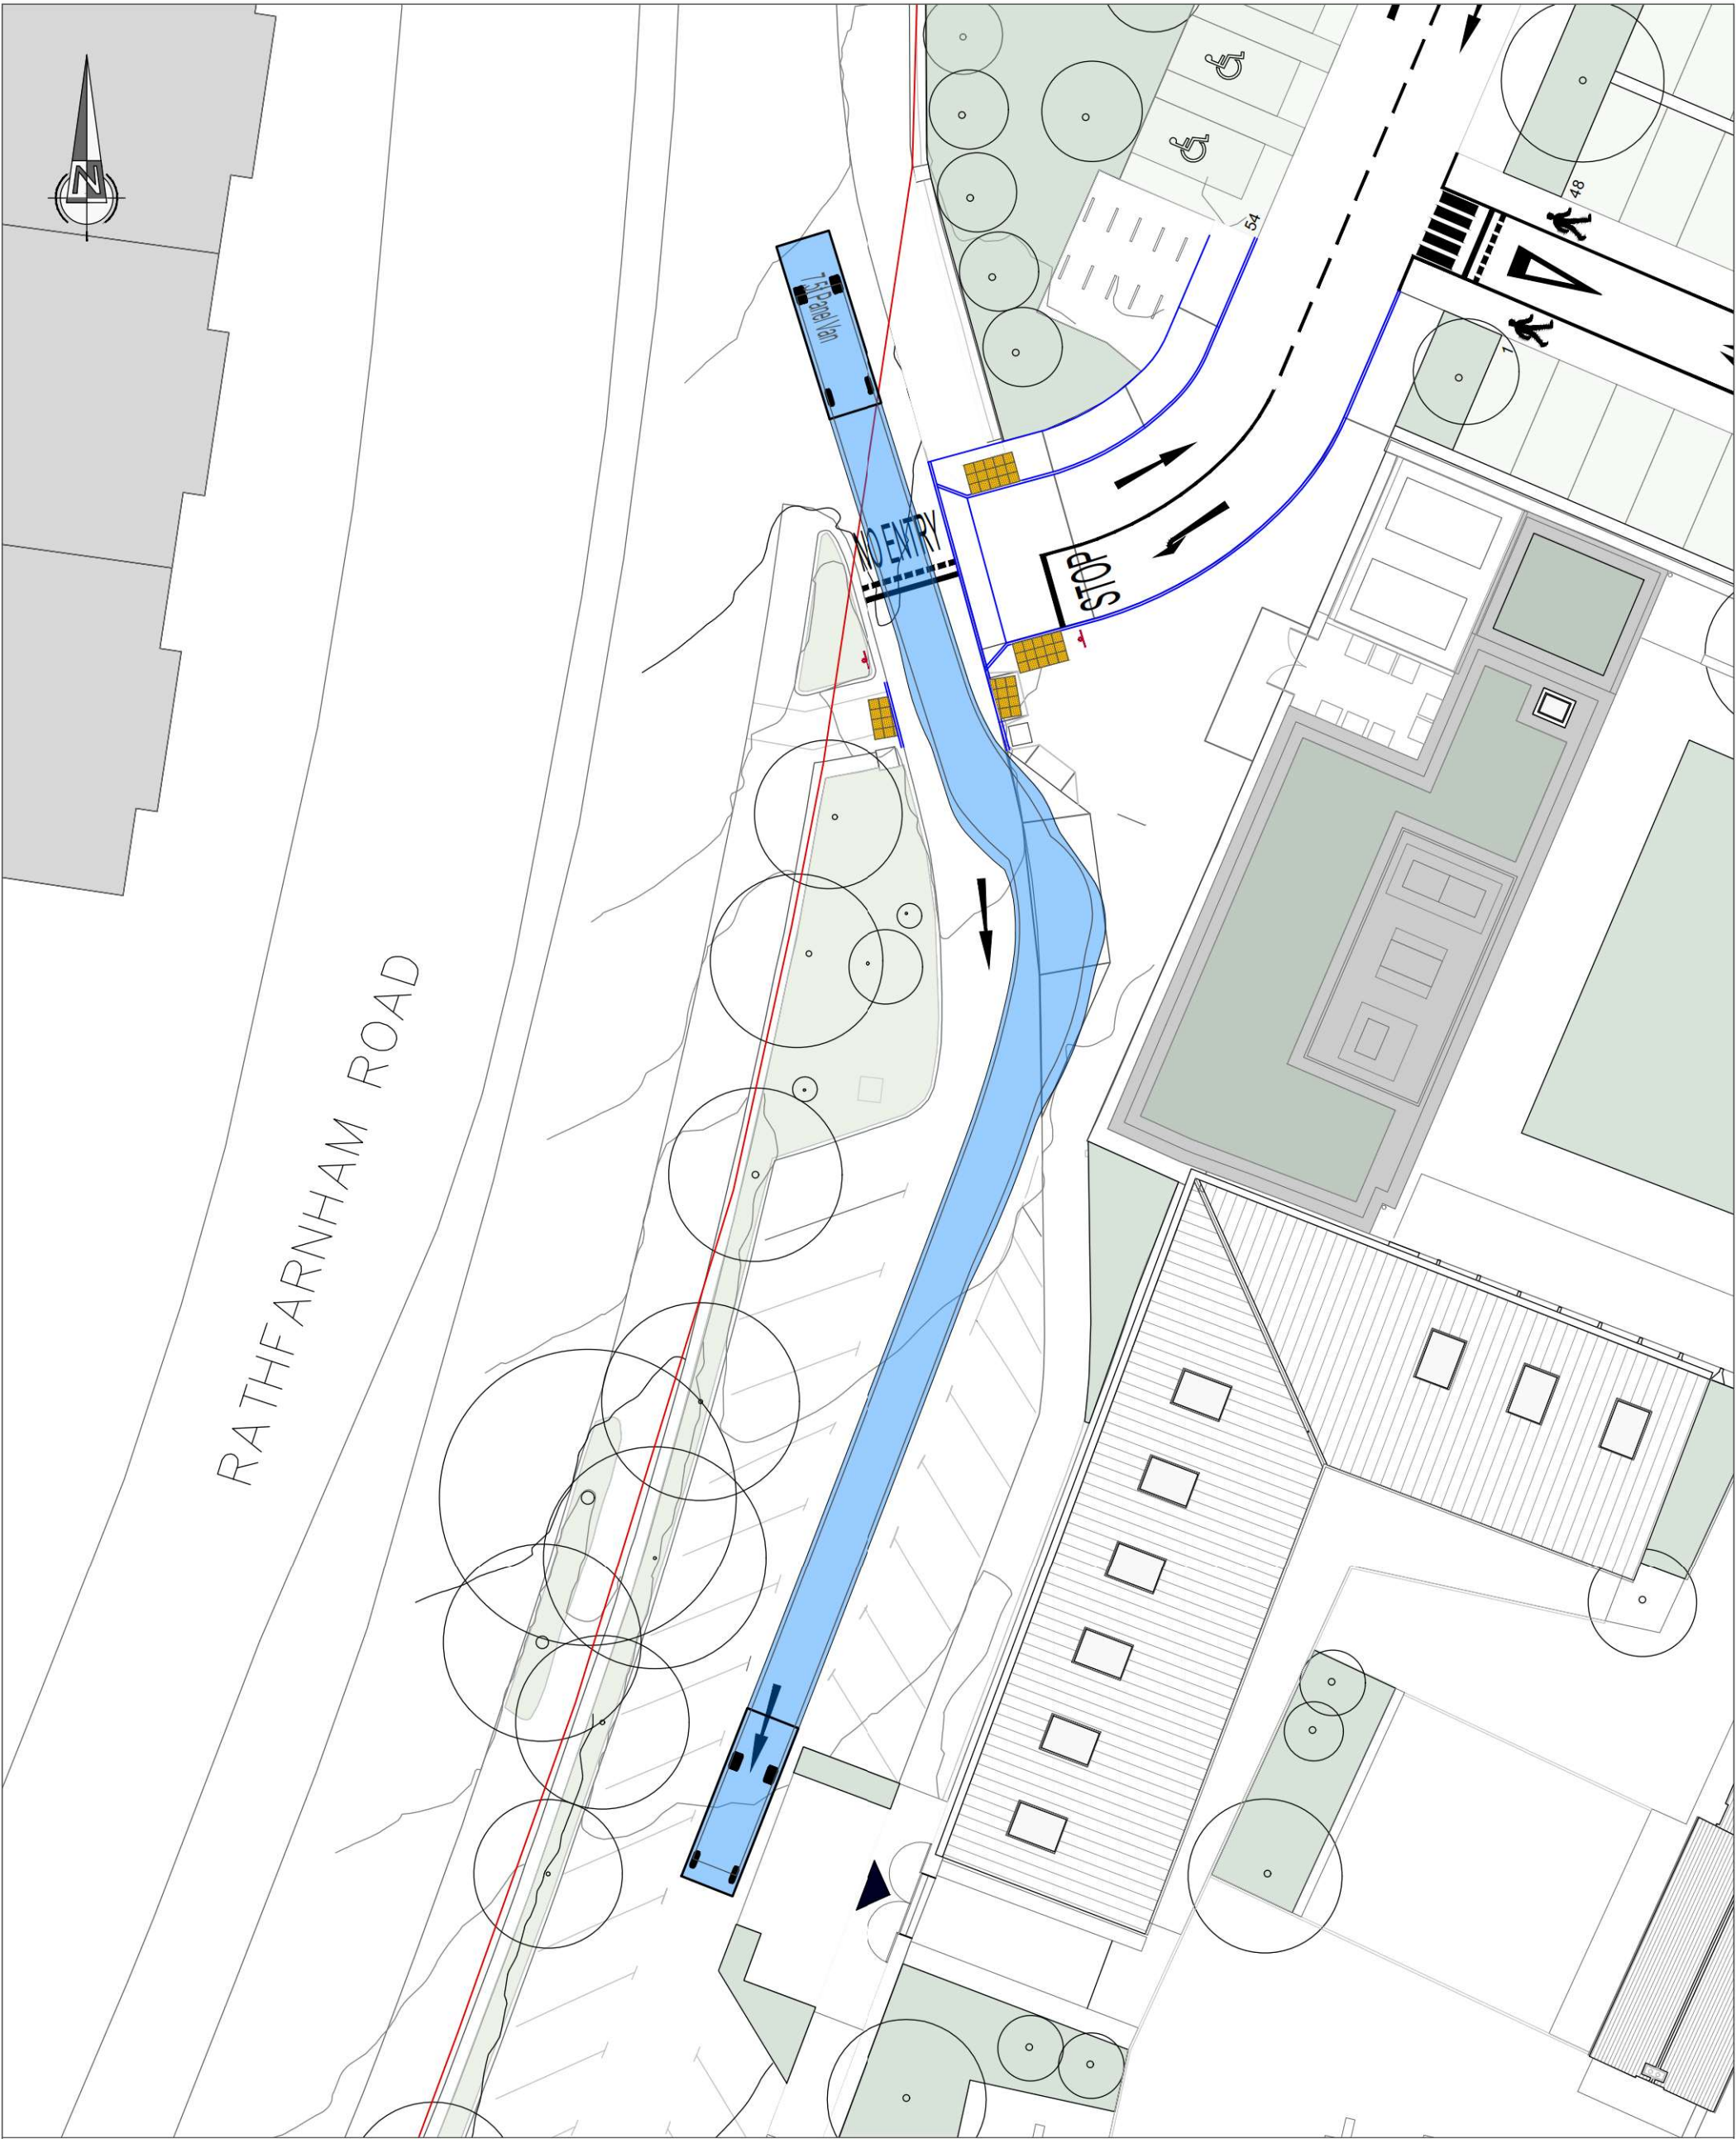 N
54
48
1
7.5t Panel Van
NO ENTRY
STOP
RATHFARNHAM ROAD